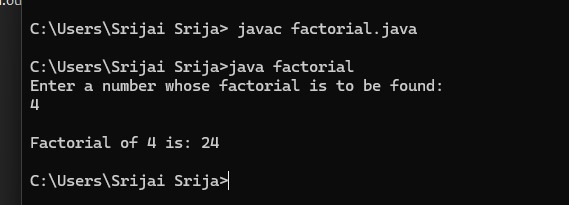 C:\Users\Srijai Srija> javac factorial.java
C:\Users\Srijai Srija>java factorial
Enter a number whose factorial is to be found:
4
Factorial of 4 is: 24
C:\Users\Srijai Srija>